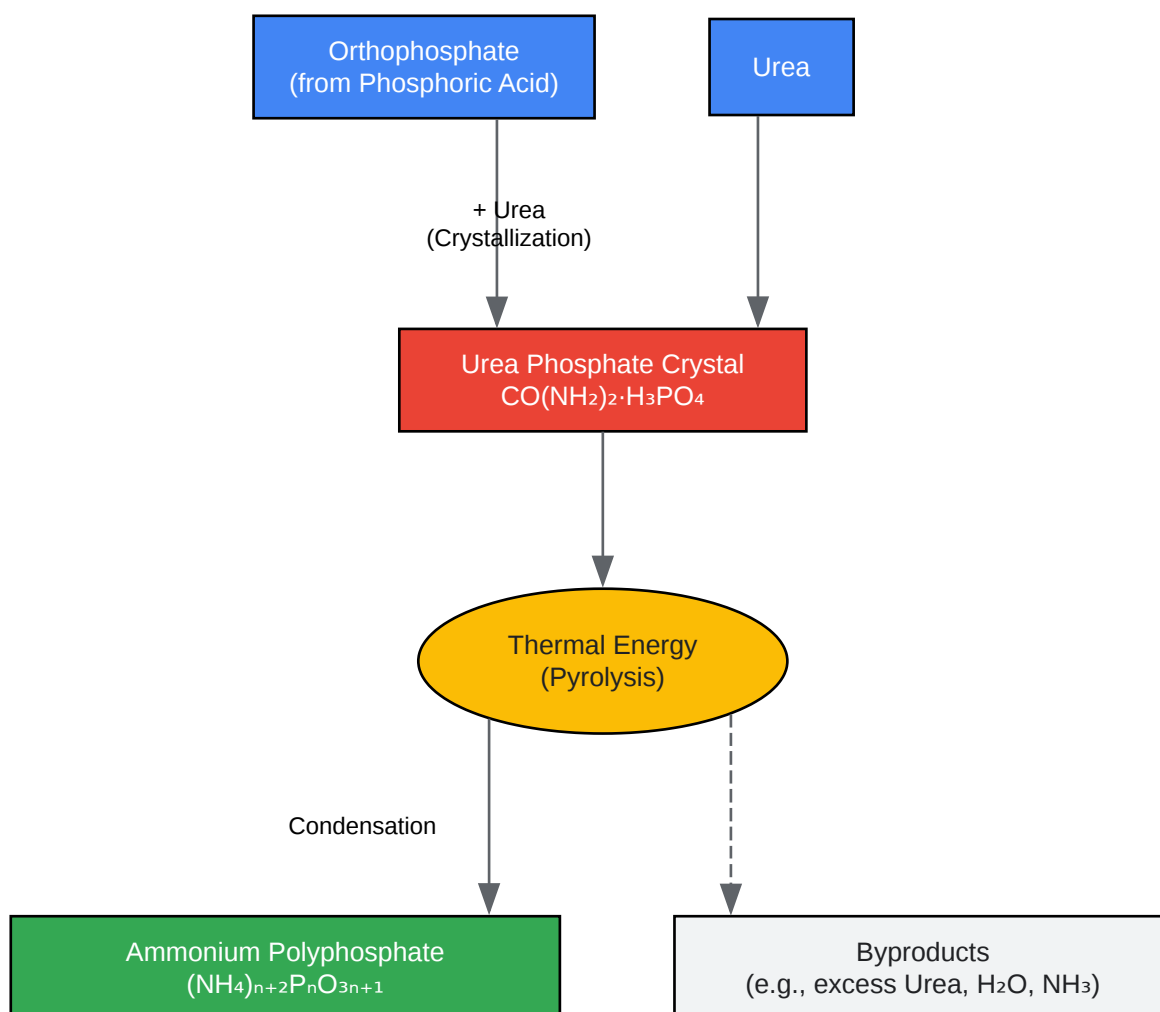 Orthophosphate
(from Phosphoric Acid)
Urea
+ Urea
(Crystallization)
Urea Phosphate Crystal
CO(NH₂)₂·H₃PO₄
Thermal Energy
(Pyrolysis)
Condensation
Ammonium Polyphosphate
(NH₄)ₙ₊₂PₙO₃ₙ₊₁
Byproducts
(e.g., excess Urea, H₂O, NH₃)